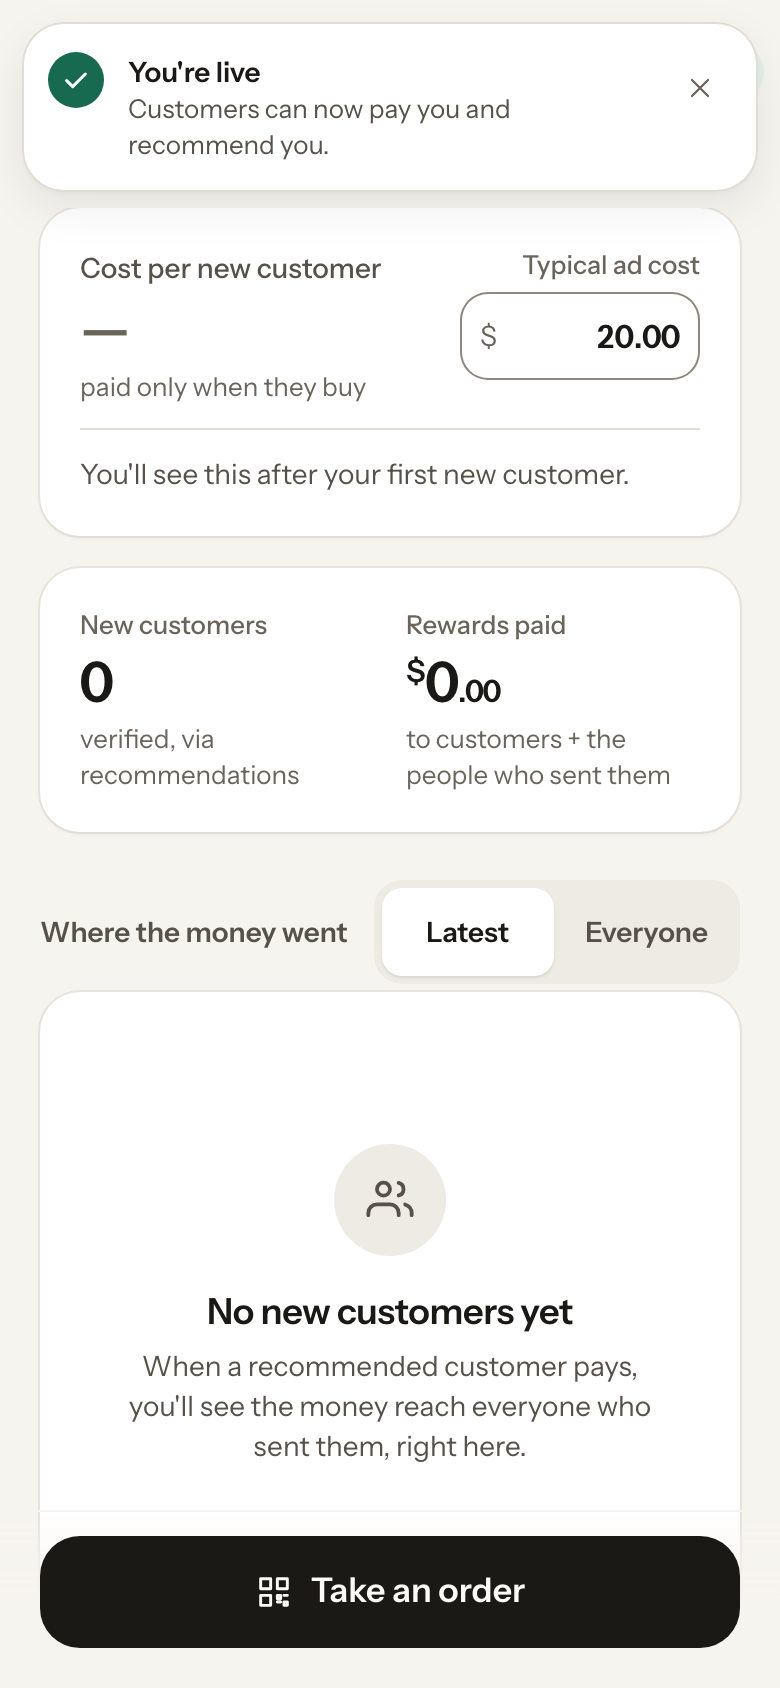 You're live
Customers can now pay you and
recommend you.
Cost per new customer
—
paid only when they buy
Typical ad cost
$ 20.00
You'll see this after your first new customer.
New customers
0
verified, via
recommendations
Rewards paid
$0.00
to customers + the
people who sent them
Where the money went
Latest
Everyone
No new customers yet
When a recommended customer pays,
you'll see the money reach everyone who
sent them, right here.
Take an order